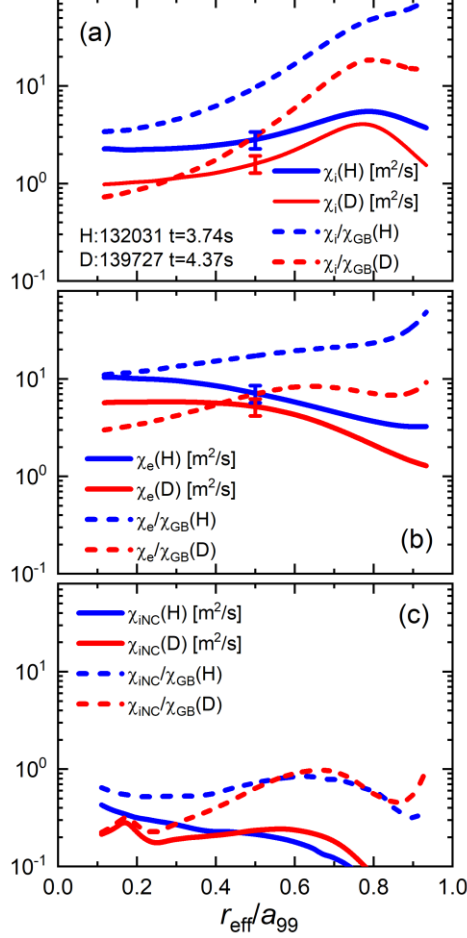 (a)
10¹
χi(H) [m²/s]
χi(D) [m²/s]
10⁰
χi/χGB(H)
χi/χGB(D)
H:132031 t=3.74s
D:139727 t=4.37s
10⁻¹
10¹
10⁰
χe(H) [m²/s]
χe(D) [m²/s]
χe/χGB(H)
χe/χGB(D)
(b)
10⁻¹
(c)
χiNC(H) [m²/s]
χiNC(D) [m²/s]
χiNC/χGB(H)
χiNC/χGB(D)
10¹
10⁰
10⁻¹
0.0 0.2 0.4 0.6 0.8 1.0
reff/a99